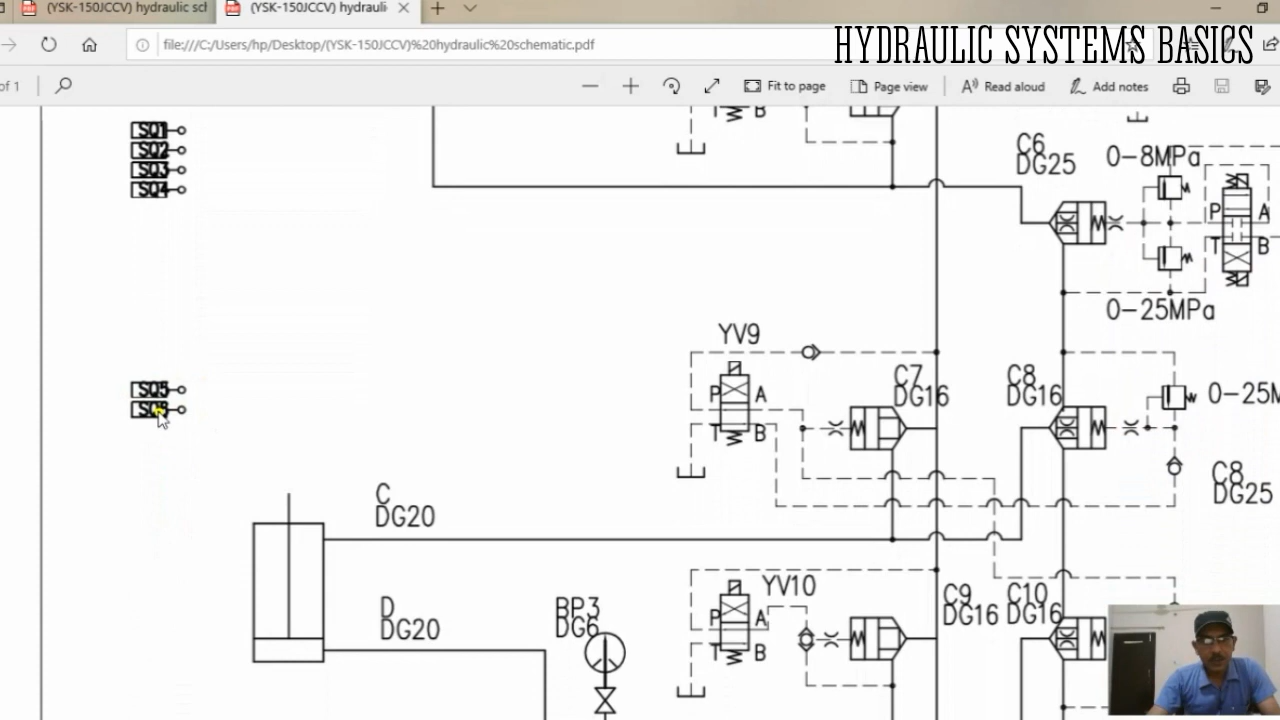 (YSK-150JCCV) hydraulic scl
(YSK-150JCCV) hydrauli
file:///C:/Users/hp/Desktop/(YSK-150JCCV)%20hydraulic%20schematic.pdf
HYDRAULIC SYSTEMS BASICS
of 1
Fit to page
Page view
Read aloud
Add notes
SQ1
SQ2
SQ3
SQ4
T B
C6
DG25
0-8MPa
P A
T B
0-25MPa
YV9
P A
T B
C7
DG16
C8
DG16
0-25M
SQ5
C8
DG25
C
DG20
D
DG20
BP3
DG6
YV10
P A
T B
C9
DG16
C10
DG16